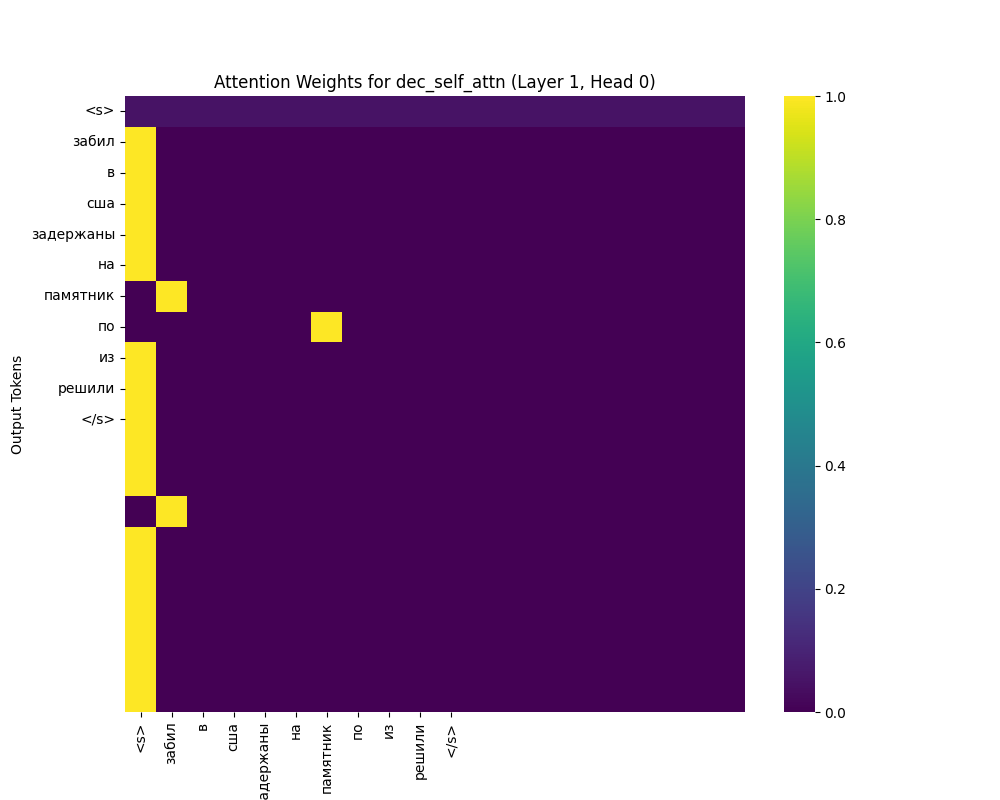 Attention Weights for dec_self_attn (Layer 1, Head 0)
Output Tokens
<s>
забил
в
сша
задержаны
на
памятник
по
из
решили
</s>
<s>
забил
в
сша
адержаны
на
памятник
по
из
решили
</s>
1.0
0.8
0.6
0.4
0.2
0.0